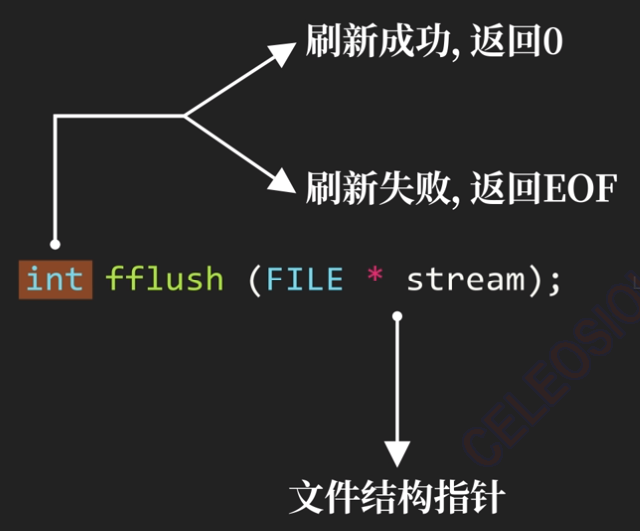 刷新成功, 返回0
刷新失败, 返回EOF
int fflush (FILE * stream);
文件结构指针